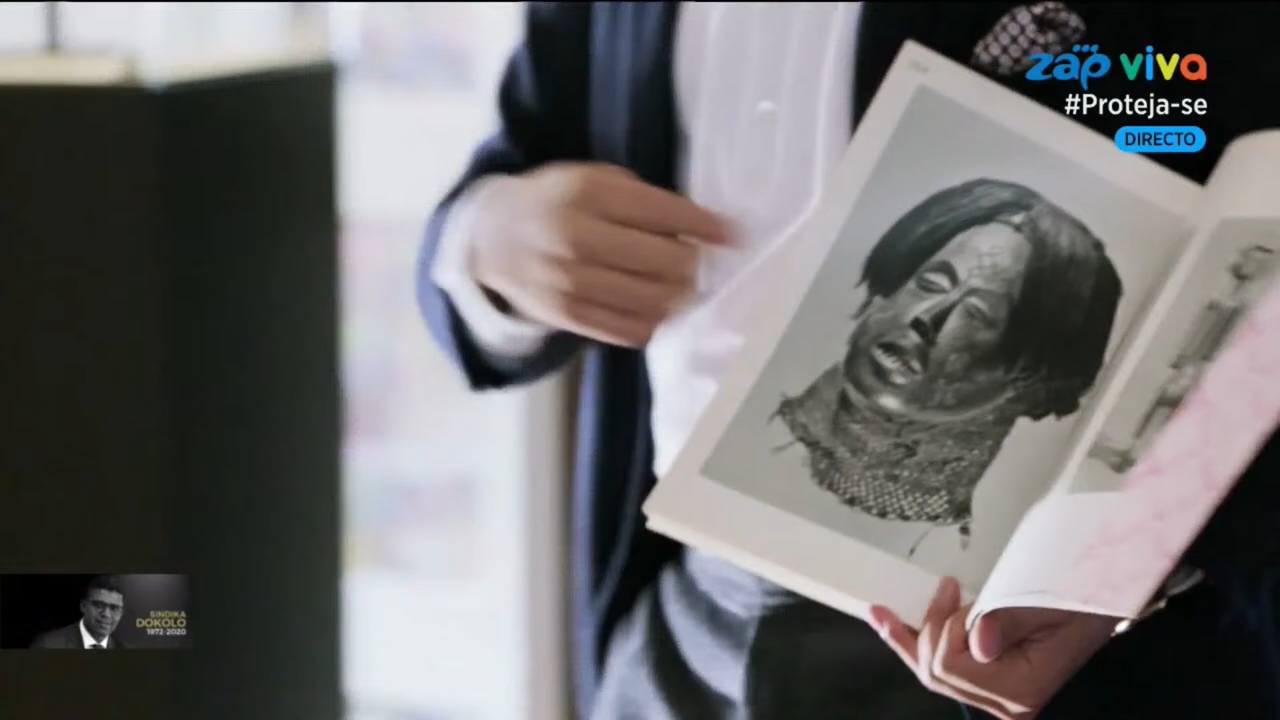 zap viva
#Proteja-se
DIRECTO
SINDIKA
DOKOLO
1972-2020